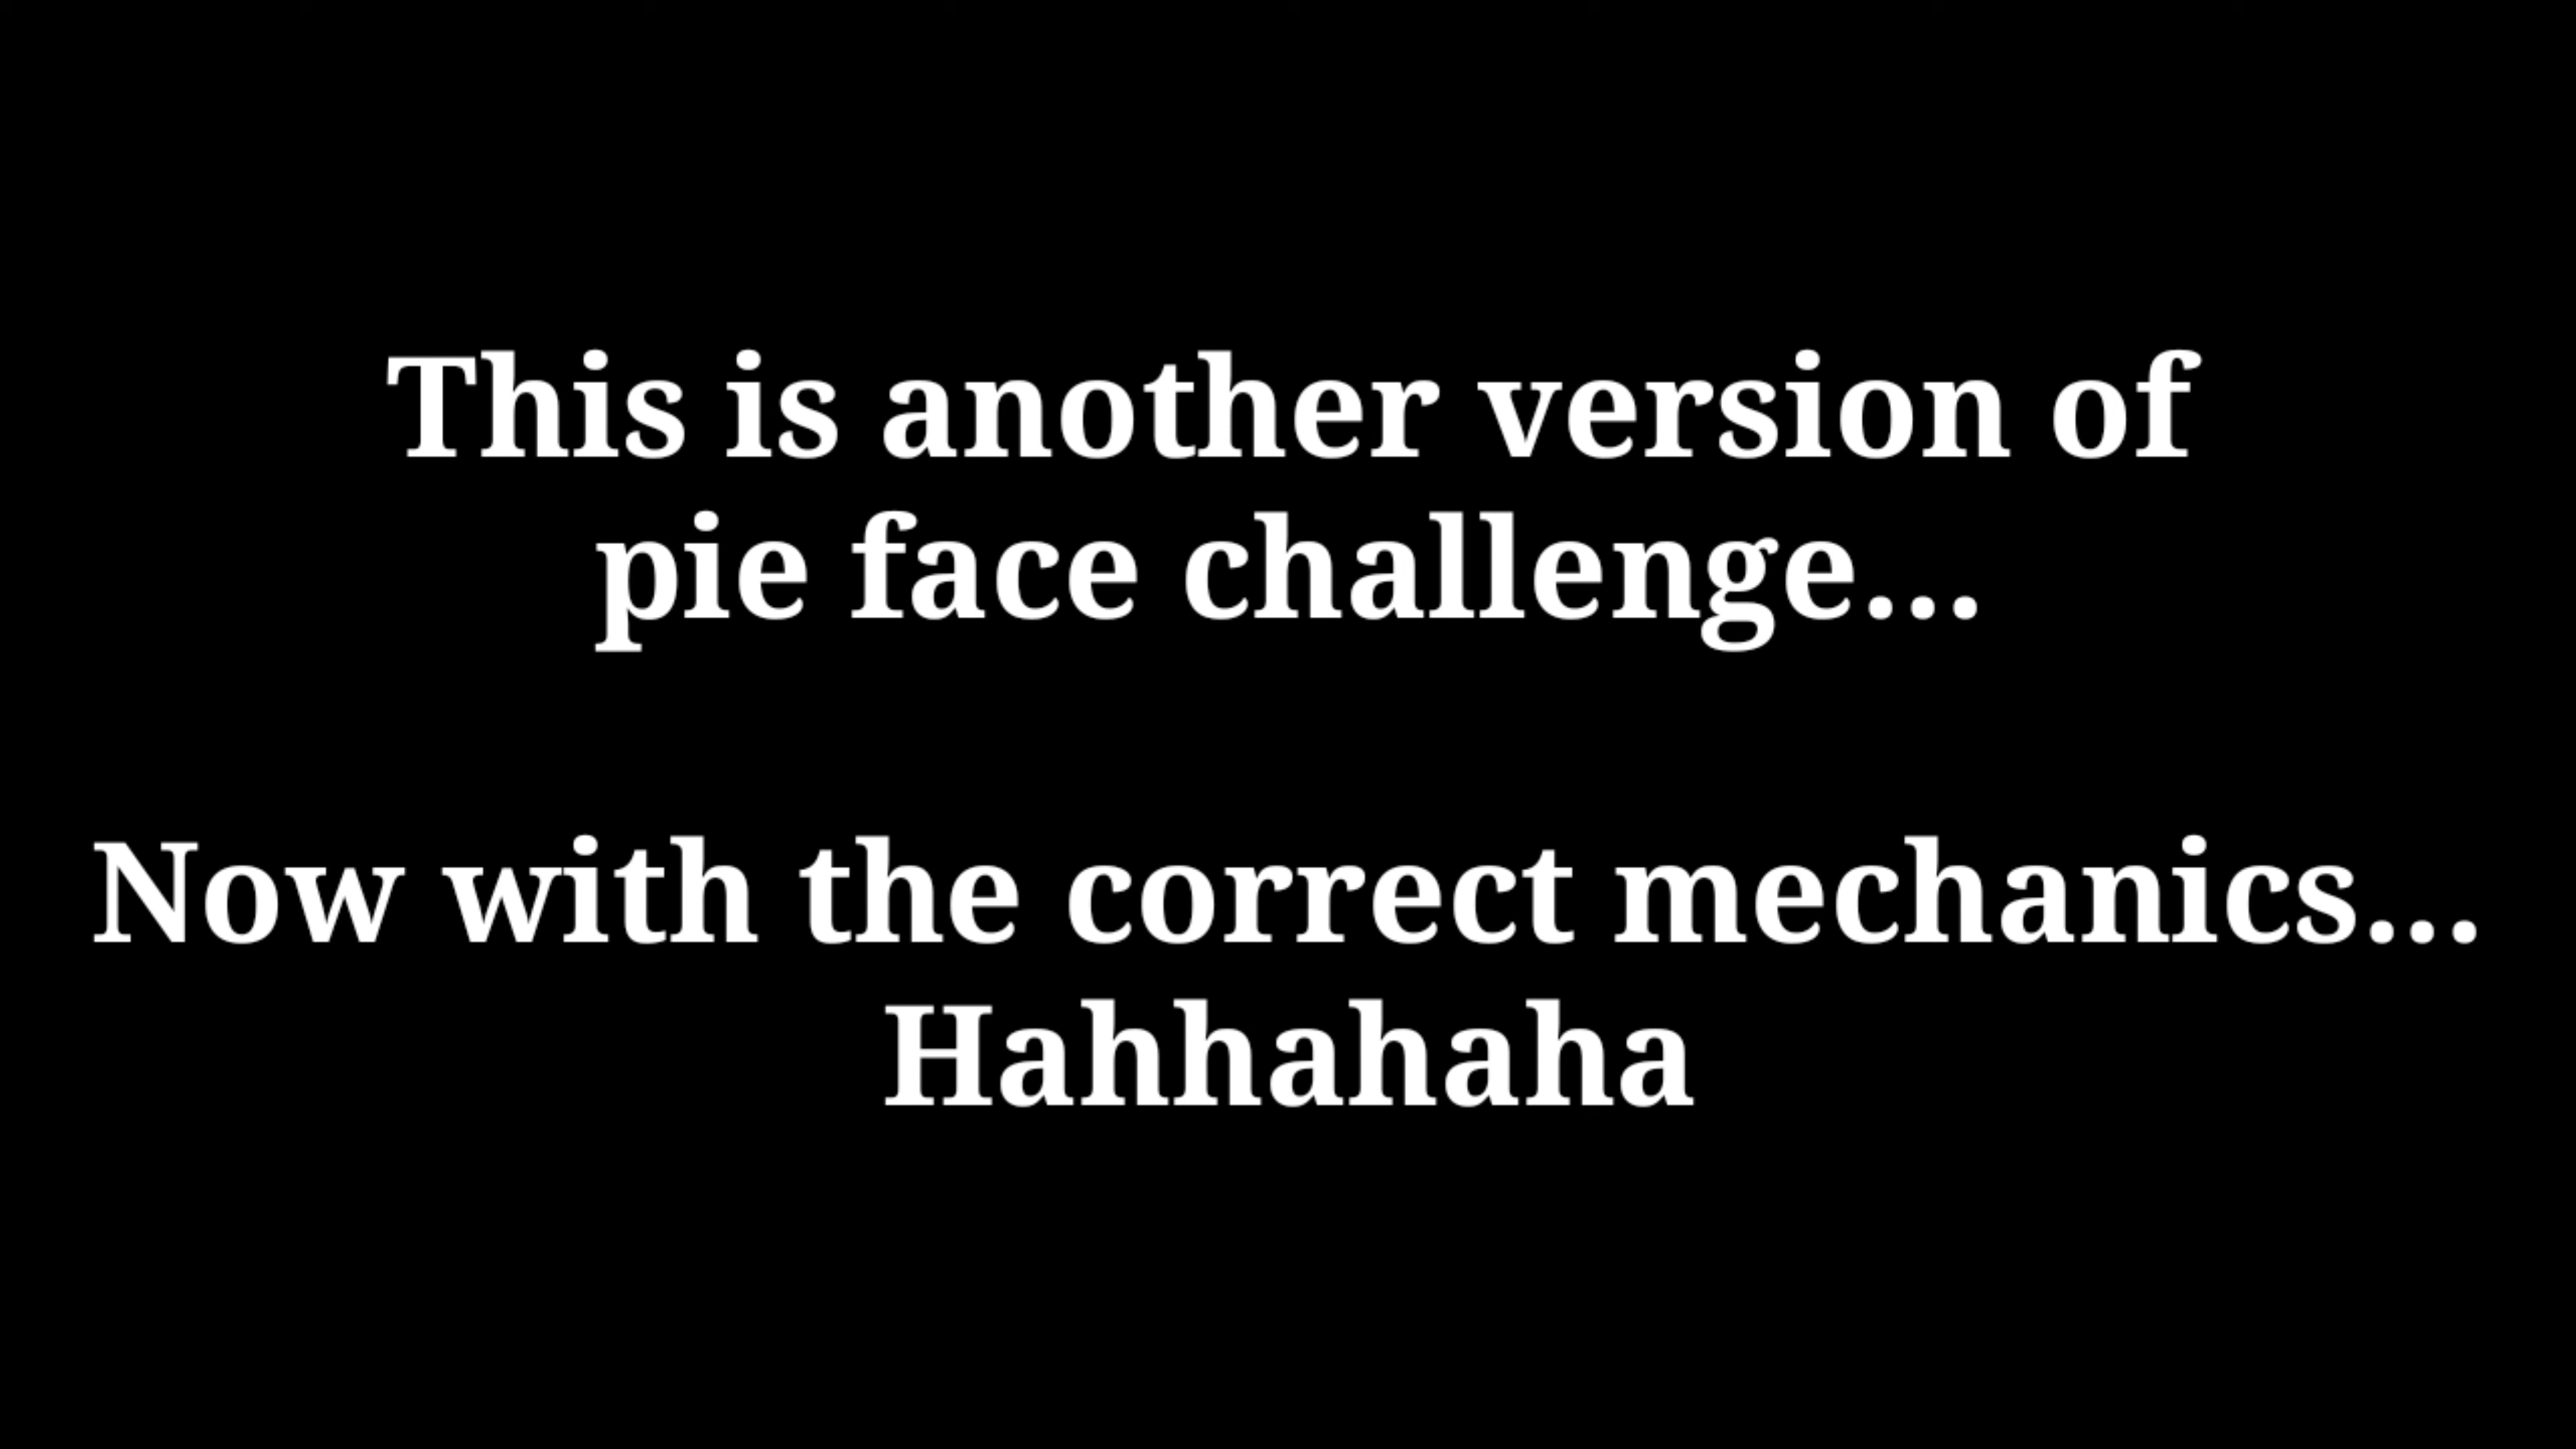 This is another version of
pie face challenge...
Now with the correct mechanics...
Hahhahaha